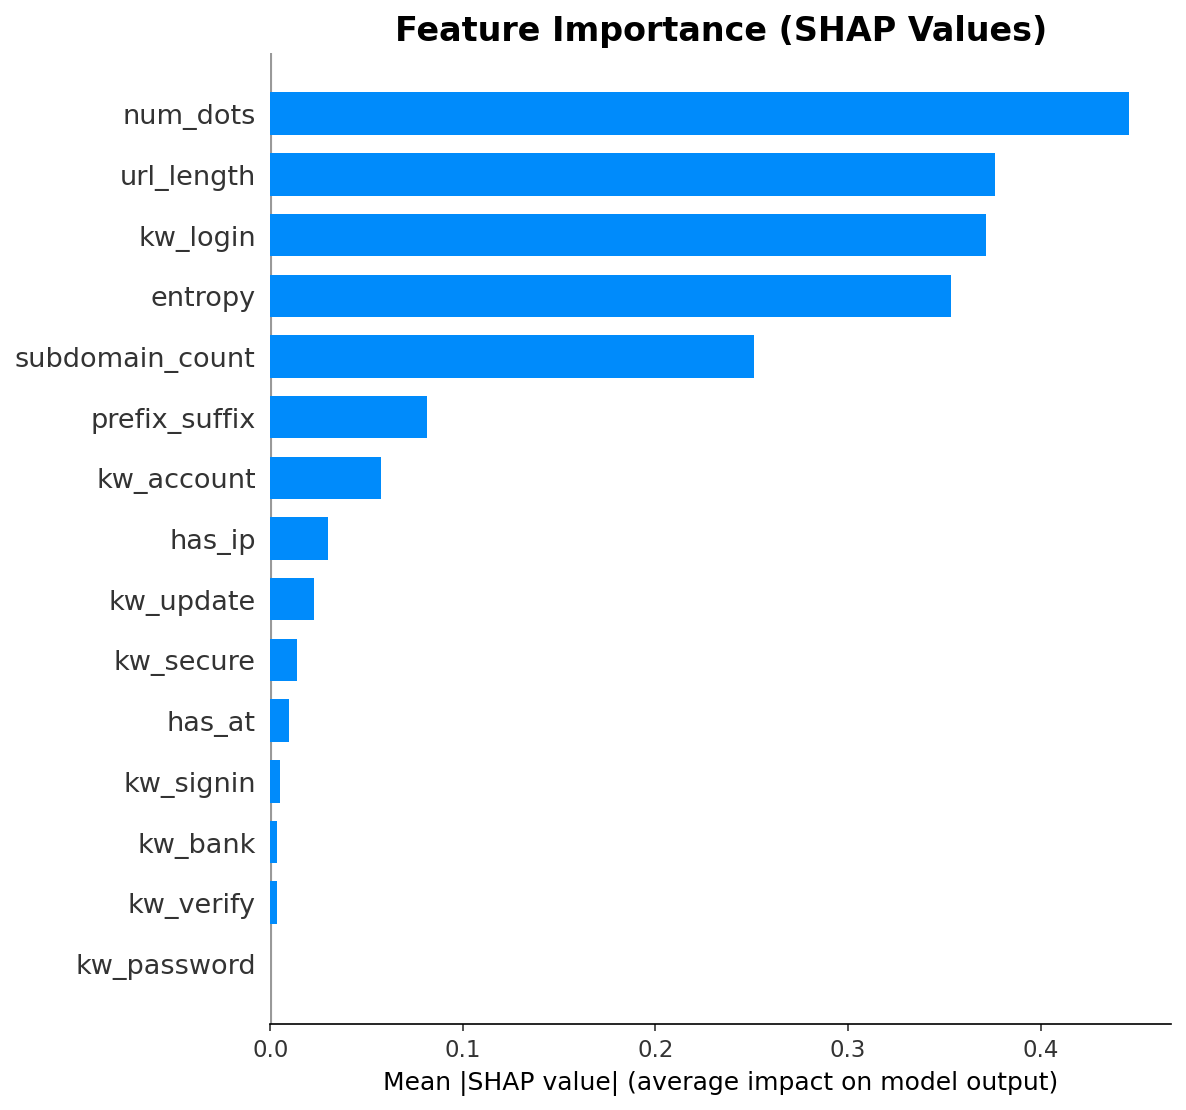 Feature Importance (SHAP Values)
num_dots
url_length
kw_login
entropy
subdomain_count
prefix_suffix
kw_account
has_ip
kw_update
kw_secure
has_at
kw_signin
kw_bank
kw_verify
kw_password
0.0 0.1 0.2 0.3 0.4
Mean |SHAP value| (average impact on model output)